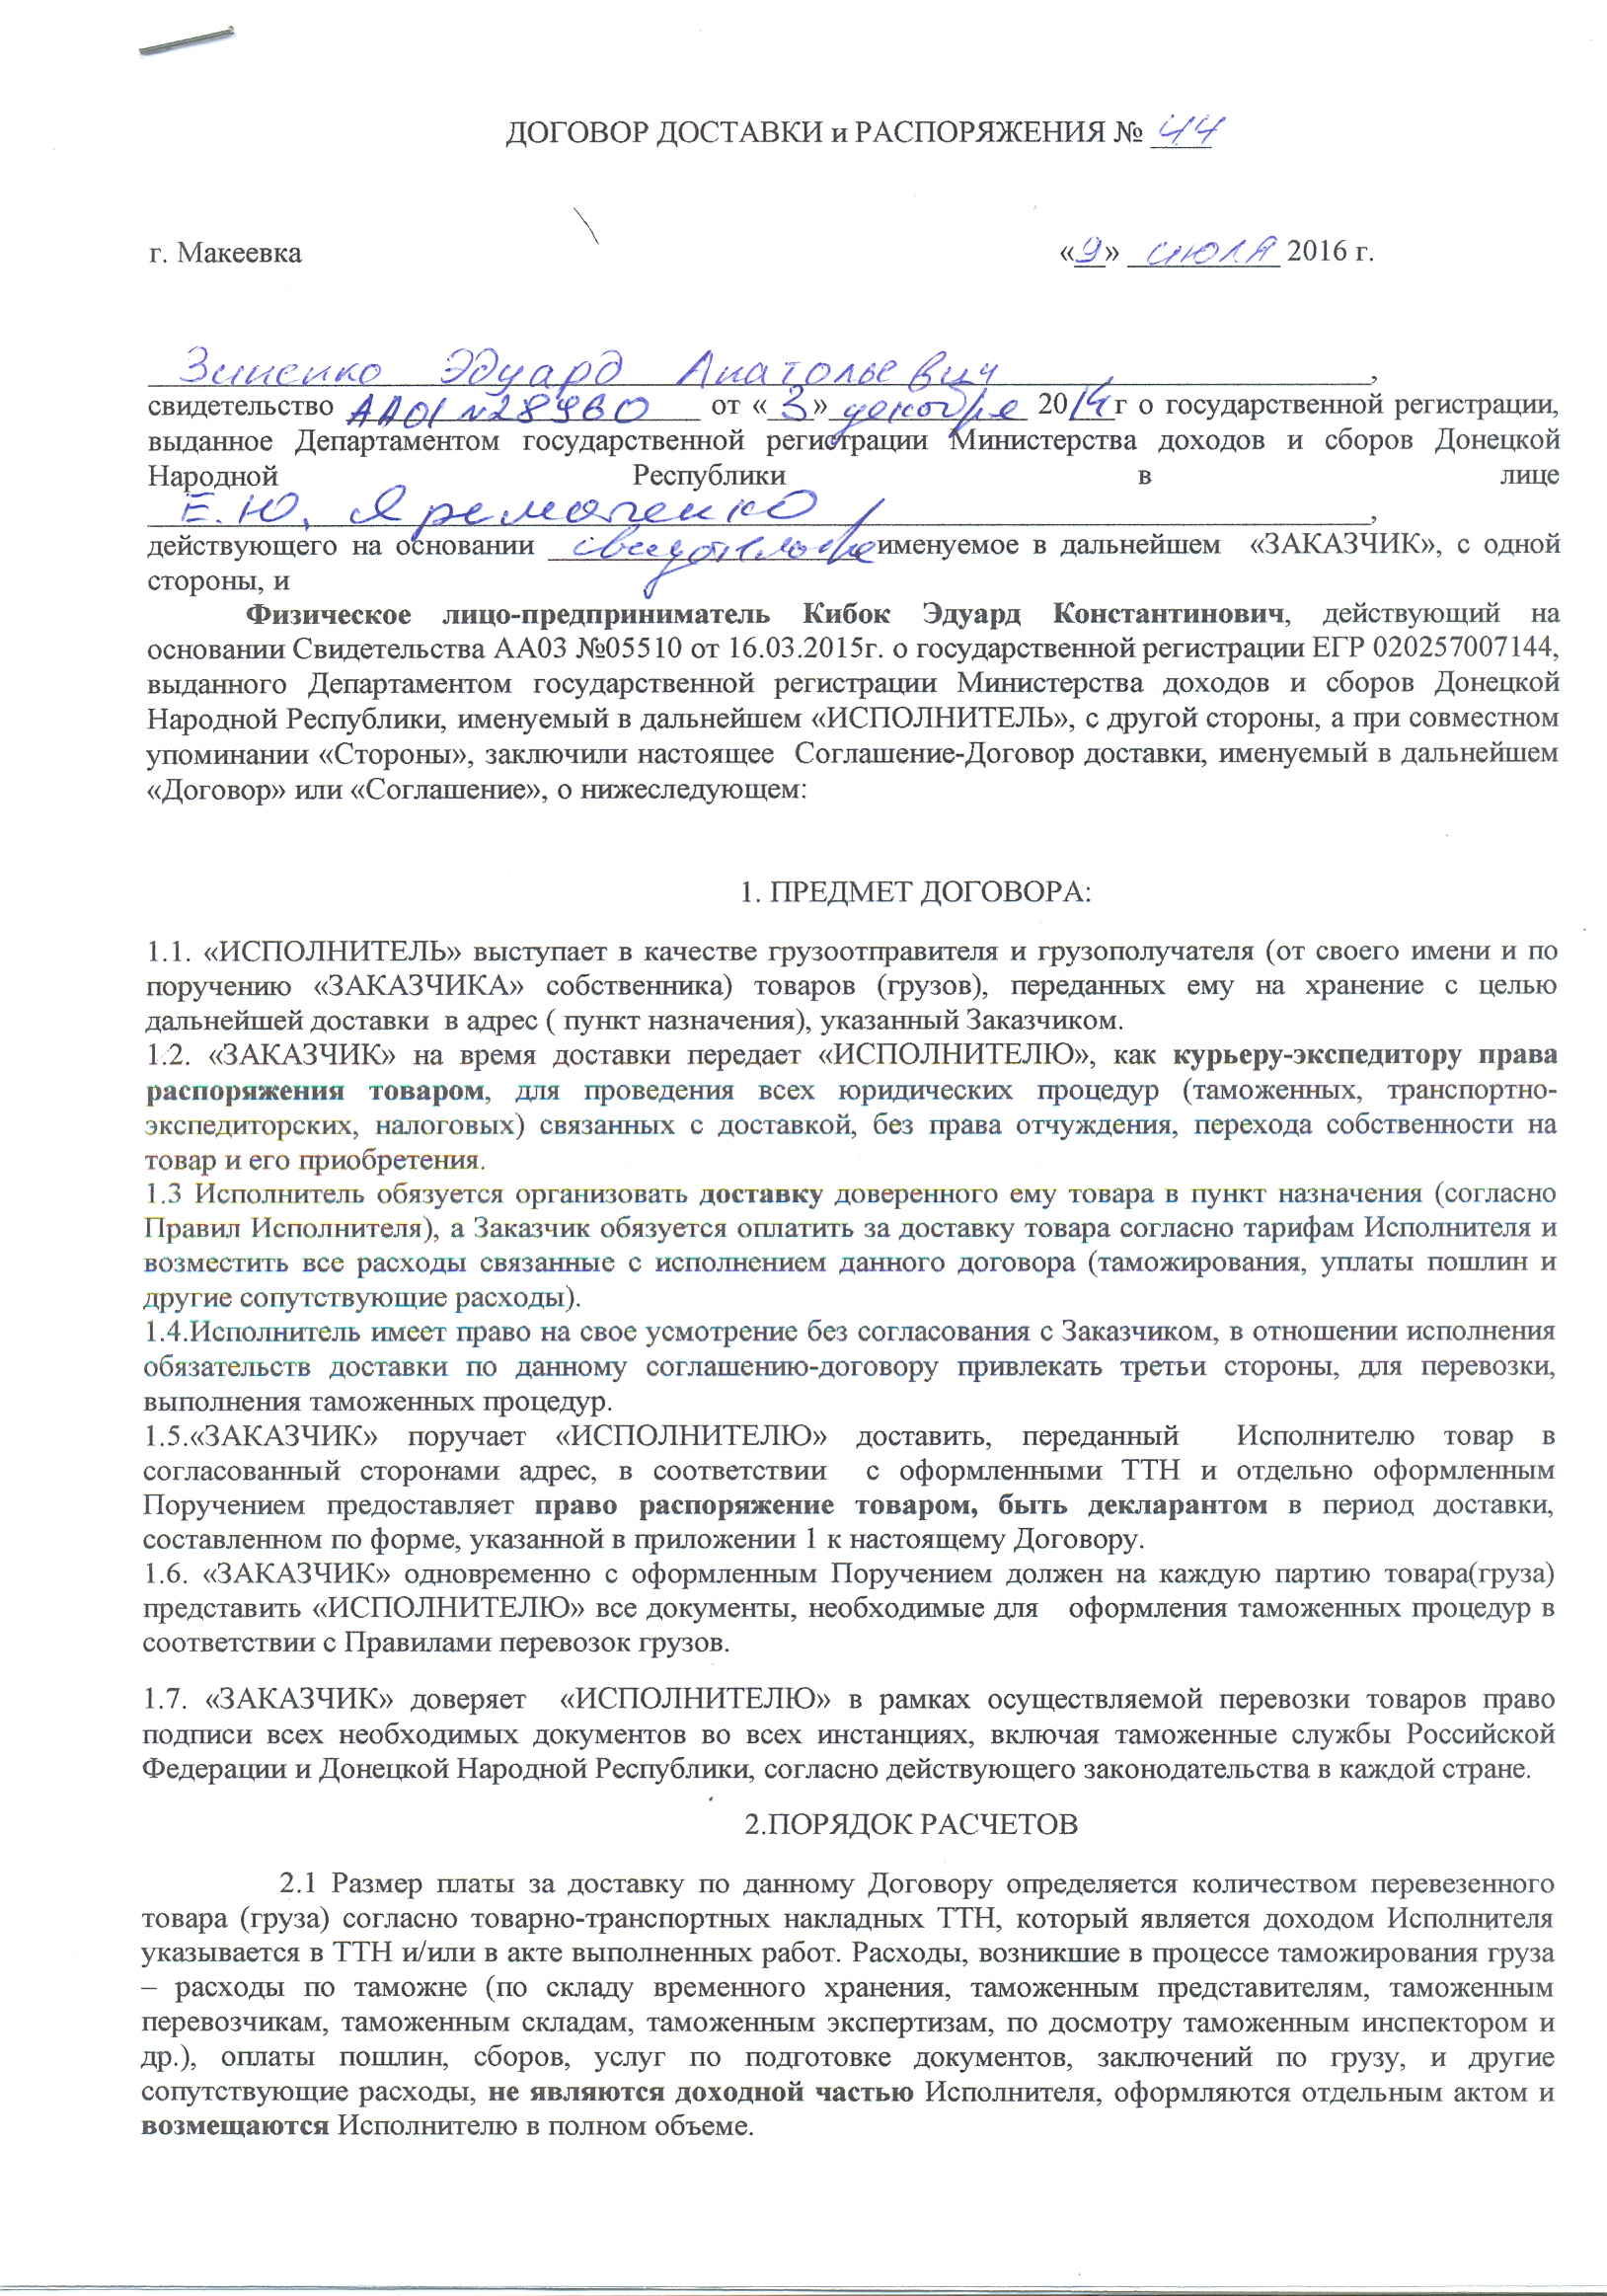 ДОГОВОР ДОСТАВКИ и РАСПОРЯЖЕНИЯ № 44
г. Макеевка «9» июля 2016 г.
Зиненко Эдуард Анатольевич,
свидетельство АА01 №28960 от «3» декабря 2014г о государственной регистрации,
выданное Департаментом государственной регистрации Министерства доходов и сборов Донецкой
Народной Республики в лице
Е.Ю. ,
действующего на основании свидетельства именуемое в дальнейшем «ЗАКАЗЧИК», с одной
стороны, и
Физическое лицо-предприниматель Кибок Эдуард Константинович, действующий на
основании Свидетельства АА03 №05510 от 16.03.2015г. о государственной регистрации ЕГР 020257007144,
выданного Департаментом государственной регистрации Министерства доходов и сборов Донецкой
Народной Республики, именуемый в дальнейшем «ИСПОЛНИТЕЛЬ», с другой стороны, а при совместном
упоминании «Стороны», заключили настоящее Соглашение-Договор доставки, именуемый в дальнейшем
«Договор» или «Соглашение», о нижеследующем:
1. ПРЕДМЕТ ДОГОВОРА:
1.1. «ИСПОЛНИТЕЛЬ» выступает в качестве грузоотправителя и грузополучателя (от своего имени и по
поручению «ЗАКАЗЧИКА» собственника) товаров (грузов), переданных ему на хранение с целью
дальнейшей доставки в адрес ( пункт назначения), указанный Заказчиком.
1.2. «ЗАКАЗЧИК» на время доставки передает «ИСПОЛНИТЕЛЮ», как курьеру-экспедитору права
распоряжения товаром, для проведения всех юридических процедур (таможенных, транспортно-
экспедиторских, налоговых) связанных с доставкой, без права отчуждения, перехода собственности на
товар и его приобретения.
1.3 Исполнитель обязуется организовать доставку доверенного ему товара в пункт назначения (согласно
Правил Исполнителя), а Заказчик обязуется оплатить за доставку товара согласно тарифам Исполнителя и
возместить все расходы связанные с исполнением данного договора (таможирования, уплаты пошлин и
другие сопутствующие расходы).
1.4.Исполнитель имеет право на свое усмотрение без согласования с Заказчиком, в отношении исполнения
обязательств доставки по данному соглашению-договору привлекать третьи стороны, для перевозки,
выполнения таможенных процедур.
1.5.«ЗАКАЗЧИК» поручает «ИСПОЛНИТЕЛЮ» доставить, переданный Исполнителю товар в
согласованный сторонами адрес, в соответствии с оформленными ТТН и отдельно оформленным
Поручением предоставляет право распоряжение товаром, быть декларантом в период доставки,
составленном по форме, указанной в приложении 1 к настоящему Договору.
1.6. «ЗАКАЗЧИК» одновременно с оформленным Поручением должен на каждую партию товара(груза)
представить «ИСПОЛНИТЕЛЮ» все документы, необходимые для оформления таможенных процедур в
соответствии с Правилами перевозок грузов.
1.7. «ЗАКАЗЧИК» доверяет «ИСПОЛНИТЕЛЮ» в рамках осуществляемой перевозки товаров право
подписи всех необходимых документов во всех инстанциях, включая таможенные службы Российской
Федерации и Донецкой Народной Республики, согласно действующего законодательства в каждой стране.
2.ПОРЯДОК РАСЧЕТОВ
2.1 Размер платы за доставку по данному Договору определяется количеством перевезенного
товара (груза) согласно товарно-транспортных накладных ТТН, который является доходом Исполнителя
указывается в ТТН и/или в акте выполненных работ. Расходы, возникшие в процессе таможирования груза
– расходы по таможне (по складу временного хранения, таможенным представителям, таможенным
перевозчикам, таможенным складам, таможенным экспертизам, по досмотру таможенным инспектором и
др.), оплаты пошлин, сборов, услуг по подготовке документов, заключений по грузу, и другие
сопутствующие расходы, не являются доходной частью Исполнителя, оформляются отдельным актом и
возмещаются Исполнителю в полном объеме.